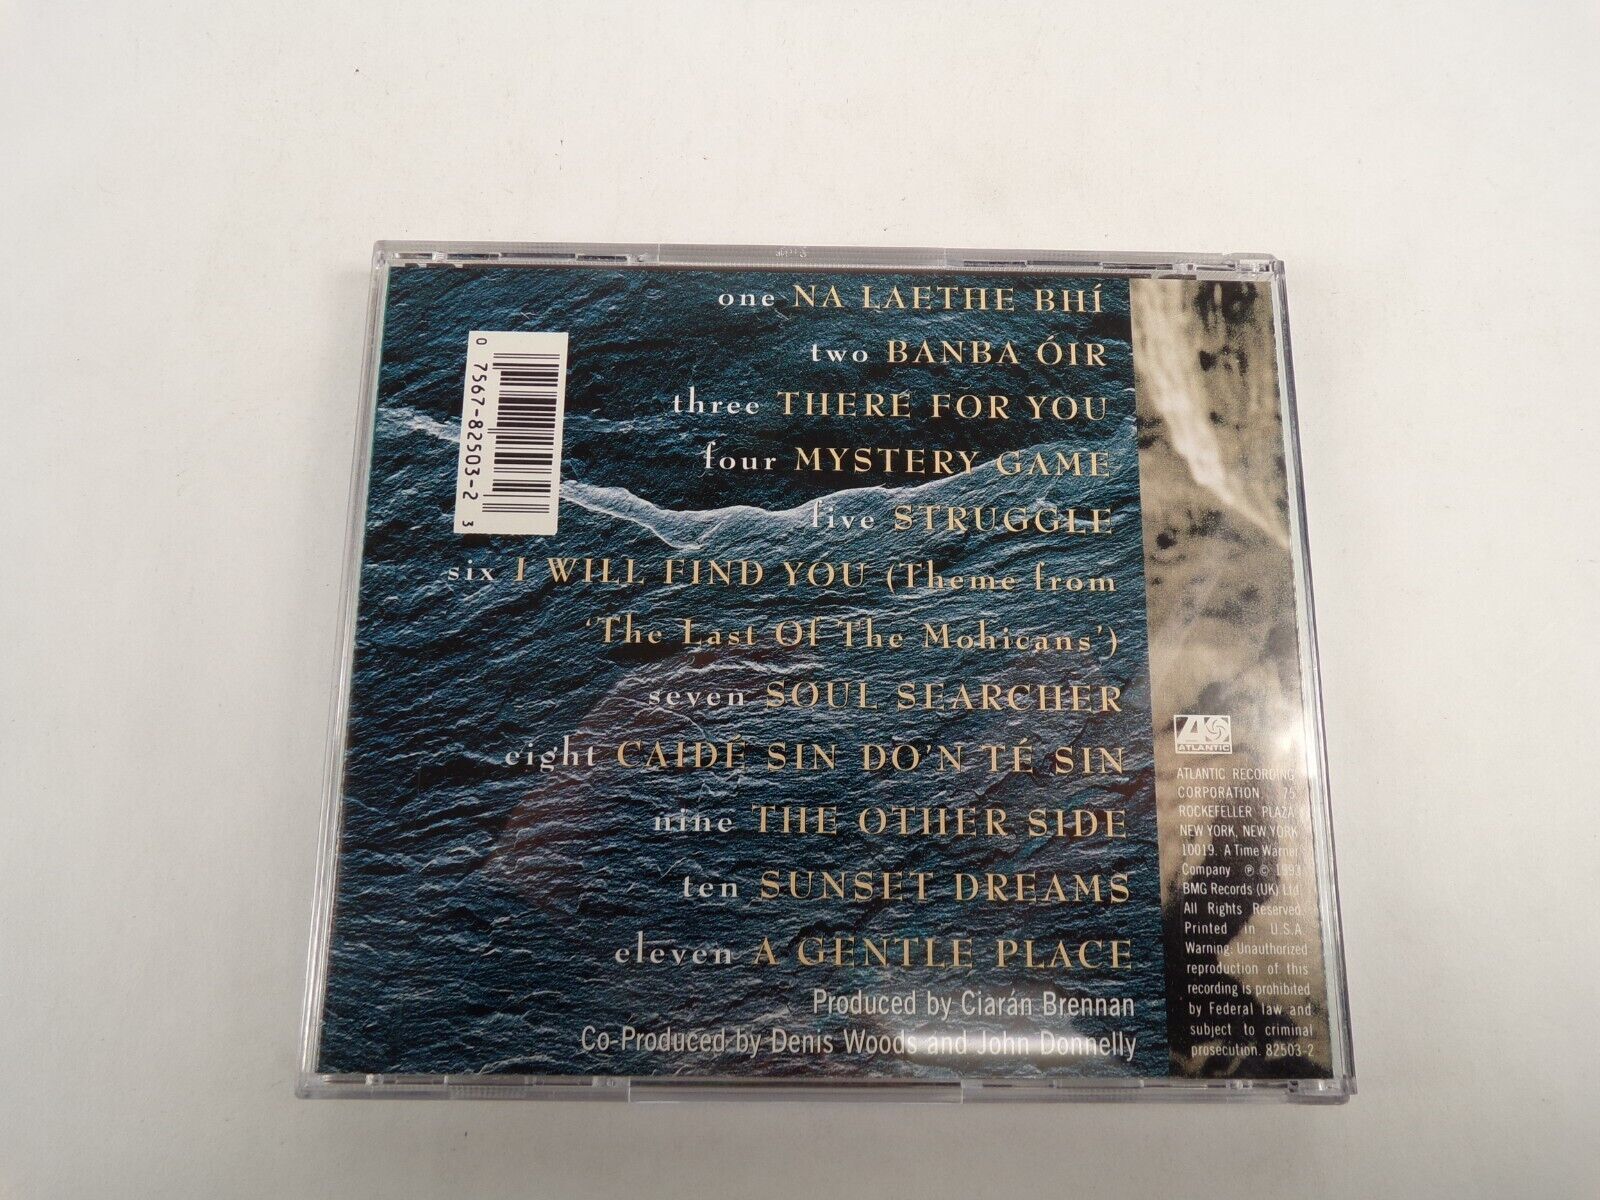 one NA LAETHE BHÍ
two BANBA ÓIR
three THERE FOR YOU
four MYSTERY GAME
five STRUGGLE
six I WILL FIND YOU (Theme from
'The Last Of The Mohicans')
seven SOUL SEARCHER
eight CAIDÉ SIN DO'N TÉ SIN
nine THE OTHER SIDE
ten SUNSET DREAMS
eleven A GENTLE PLACE
Produced by Ciarán Brennan
Co-Produced by Denis Woods and John Donnelly
0 7567-82503-2 3
ATLANTIC
ATLANTIC RECORDING
CORPORATION, 75
ROCKEFELLER PLAZA,
NEW YORK, NEW YORK
10019. A Time Warner
Company ℗ © 1993
BMG Records (UK) Ltd.
All Rights Reserved.
Printed in U.S.A.
Warning: Unauthorized
reproduction of this
recording is prohibited
by Federal law and
subject to criminal
prosecution. 82503-2